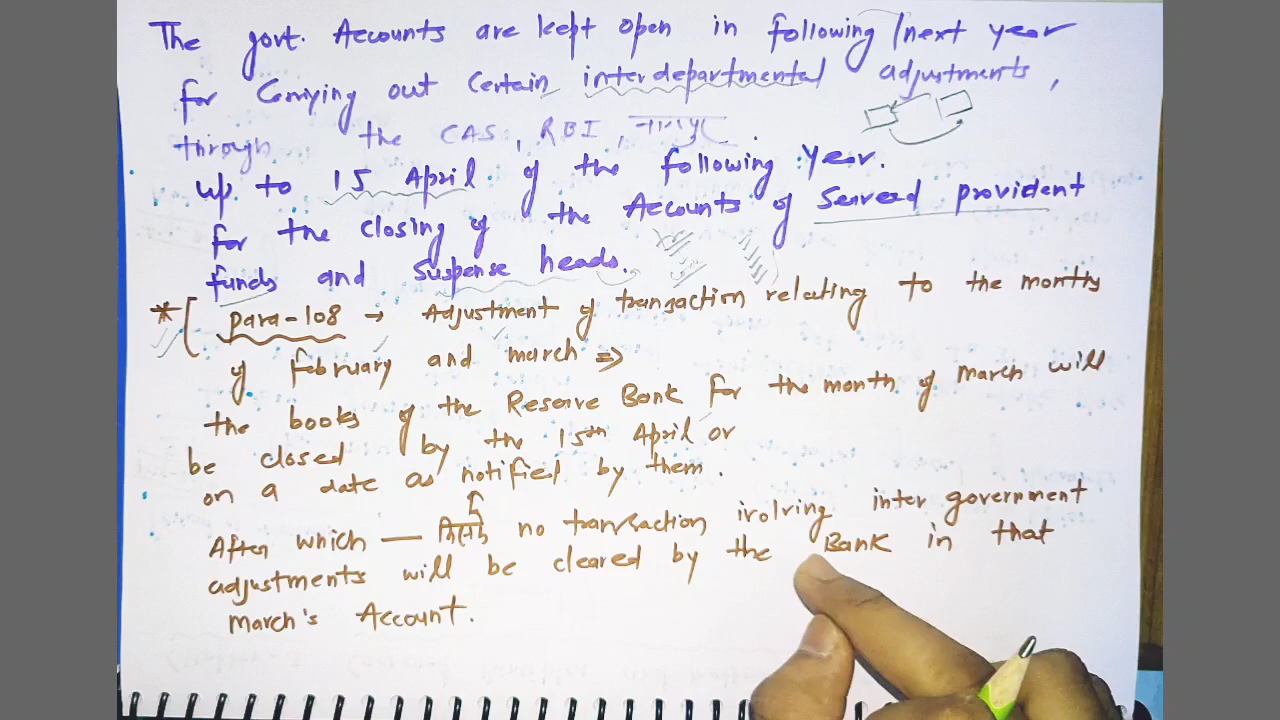 The govt. Accounts are kept open in following/next year
for Carrying out Certain interdepartmental adjustments,
through the CAS, RBI,
up to 15 April of the following year.
for the closing of the Accounts of Servead provident
funds and suspense heads.
*[ para-108 → Adjustment of trangaction relating to the months
of february and march ⇒
the books of the Reserve Bank for the month of march will
be closed by the 15th April or
on a date as notified by them.
After which — no transaction ivolving inter government
adjustments will be cleared by the Bank in that
march's Account.